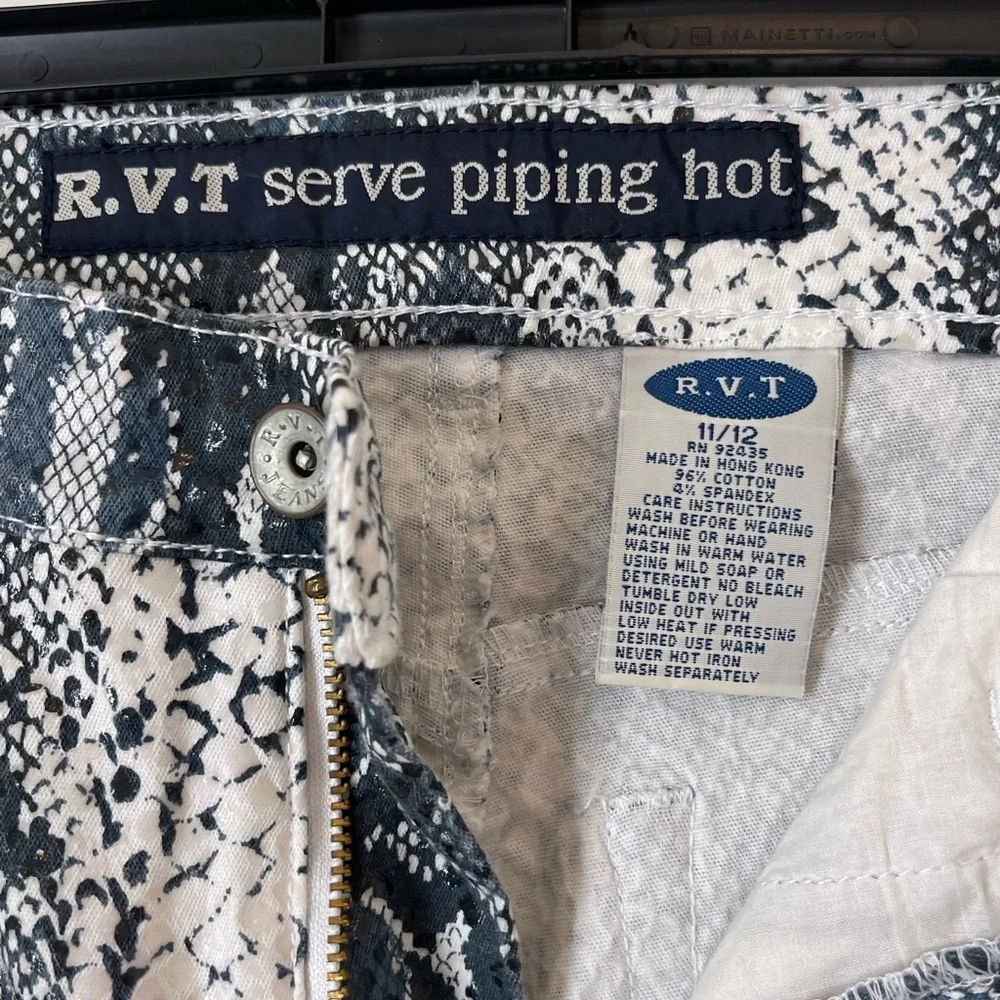 MAINETTI.COM
R.V.T serve piping hot
R.V.T
11/12
RN 92435
MADE IN HONG KONG
96% COTTON
4% SPANDEX
CARE INSTRUCTIONS
WASH BEFORE WEARING
MACHINE OR HAND
WASH IN WARM WATER
USING MILD SOAP OR
DETERGENT NO BLEACH
TUMBLE DRY LOW
INSIDE OUT WITH
LOW HEAT IF PRESSING
DESIRED USE WARM
NEVER HOT IRON
WASH SEPARATELY
R.V.T
JEANS